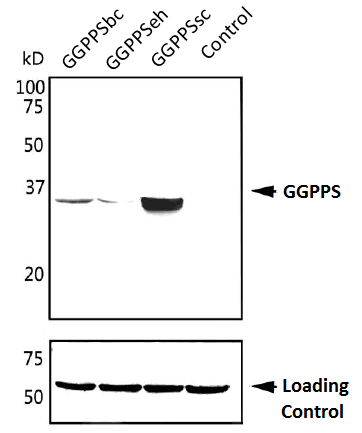 kD
GGPPSbc
GGPPSeh
GGPPSsc
Control
100
75
50
37
20
GGPPS
75
50
Loading
Control